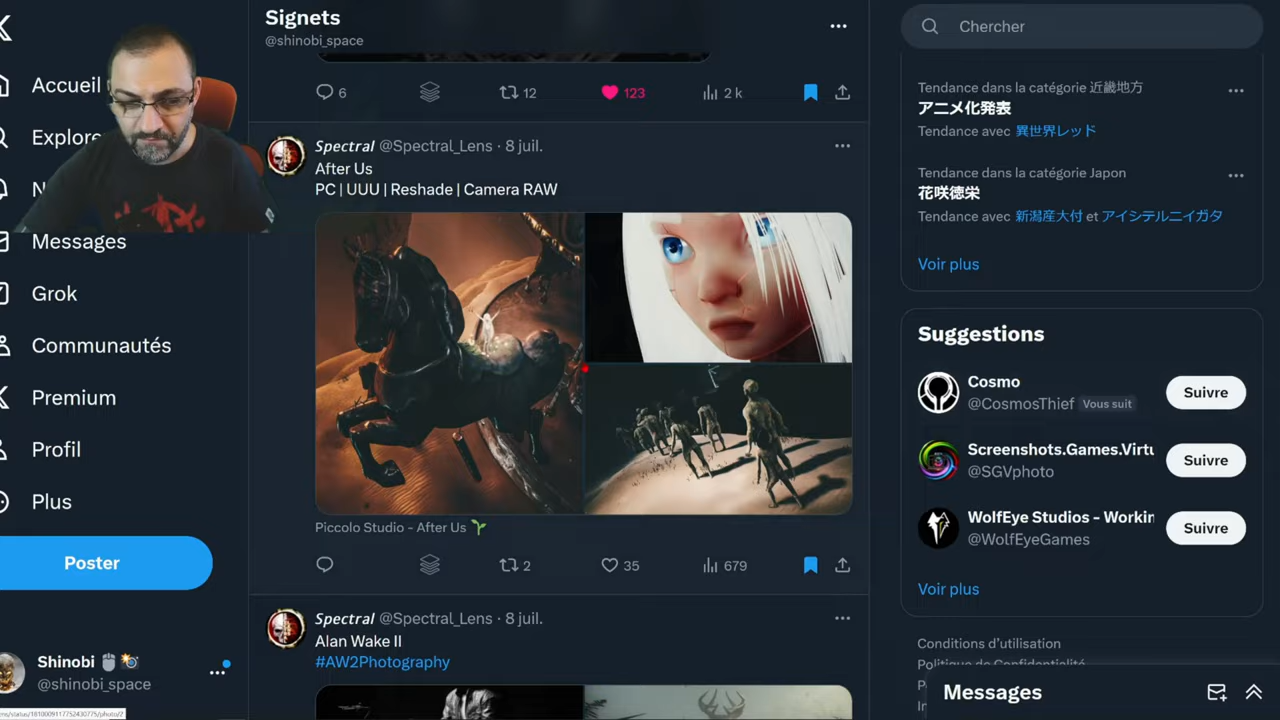 Signets
@shinobi_space
Chercher
Accueil
Explore
N
Messages
Grok
Communautés
Premium
Profil
Plus
Poster
Shinobi
@shinobi_space
6
12
123
2 k
Spectral @Spectral_Lens · 8 juil.
After Us
PC | UUU | Reshade | Camera RAW
Piccolo Studio - After Us
2
35
679
Spectral @Spectral_Lens · 8 juil.
Alan Wake II
#AW2Photography
Tendance dans la catégorie 近畿地方
アニメ化発表
Tendance avec 異世界レッド
Tendance dans la catégorie Japon
花咲徳栄
Tendance avec 新潟産大付 et アイシテルニイガタ
Voir plus
Suggestions
Cosmo
@CosmosThief Vous suit
Suivre
Screenshots.Games.Virtu
@SGVphoto
Suivre
WolfEye Studios - Workin
@WolfEyeGames
Suivre
Voir plus
Conditions d'utilisation
Politique de Confidentialité
Messages